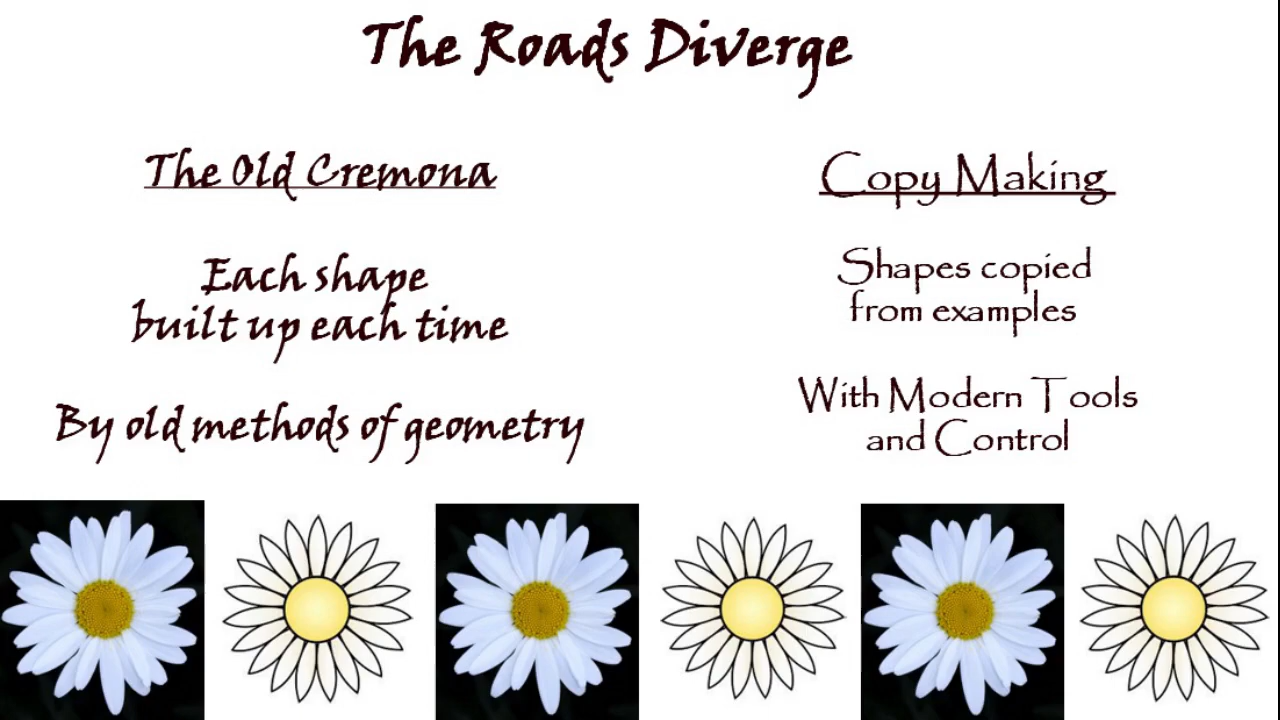 The Roads Diverge
The Old Cremona
Each shape
built up each time
By old methods of geometry
Copy Making
Shapes copied
from examples
With Modern Tools
and Control